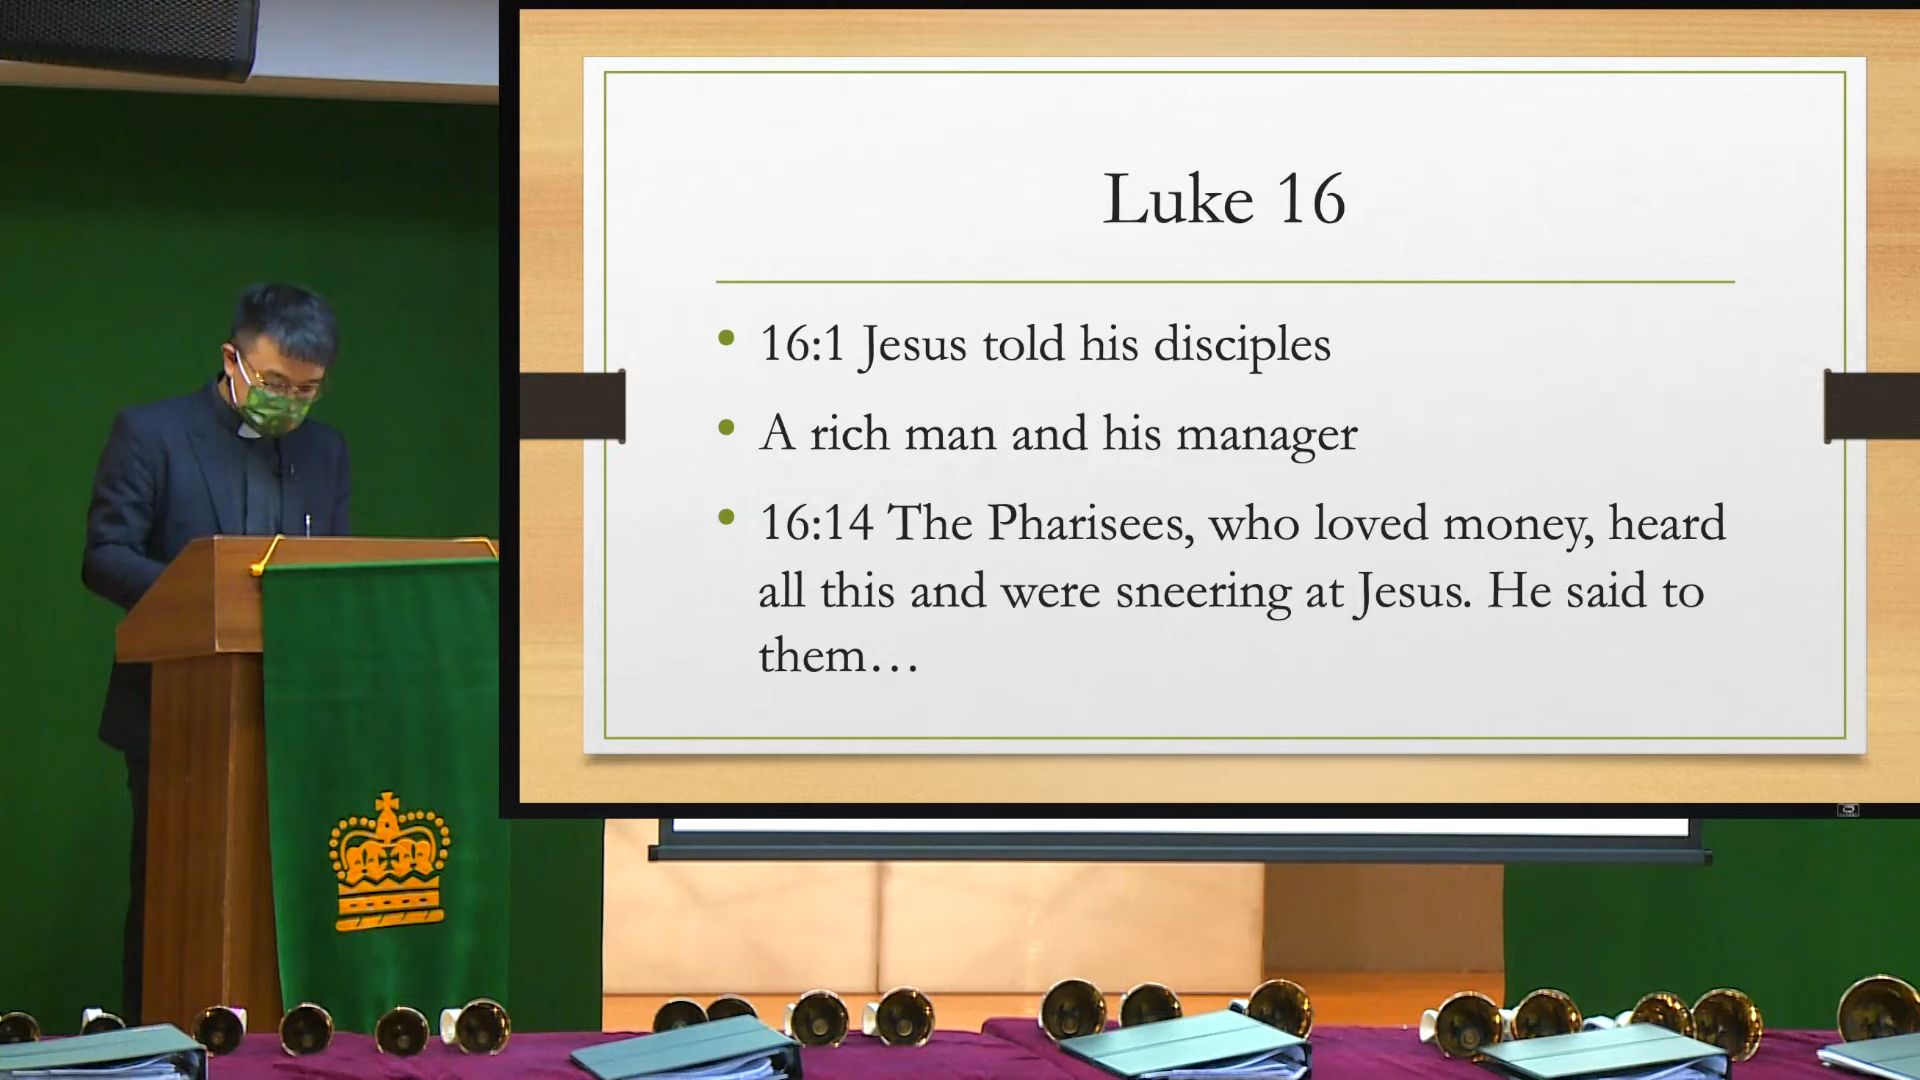 Luke 16
• 16:1 Jesus told his disciples
• A rich man and his manager
• 16:14 The Pharisees, who loved money, heard
all this and were sneering at Jesus. He said to
them…